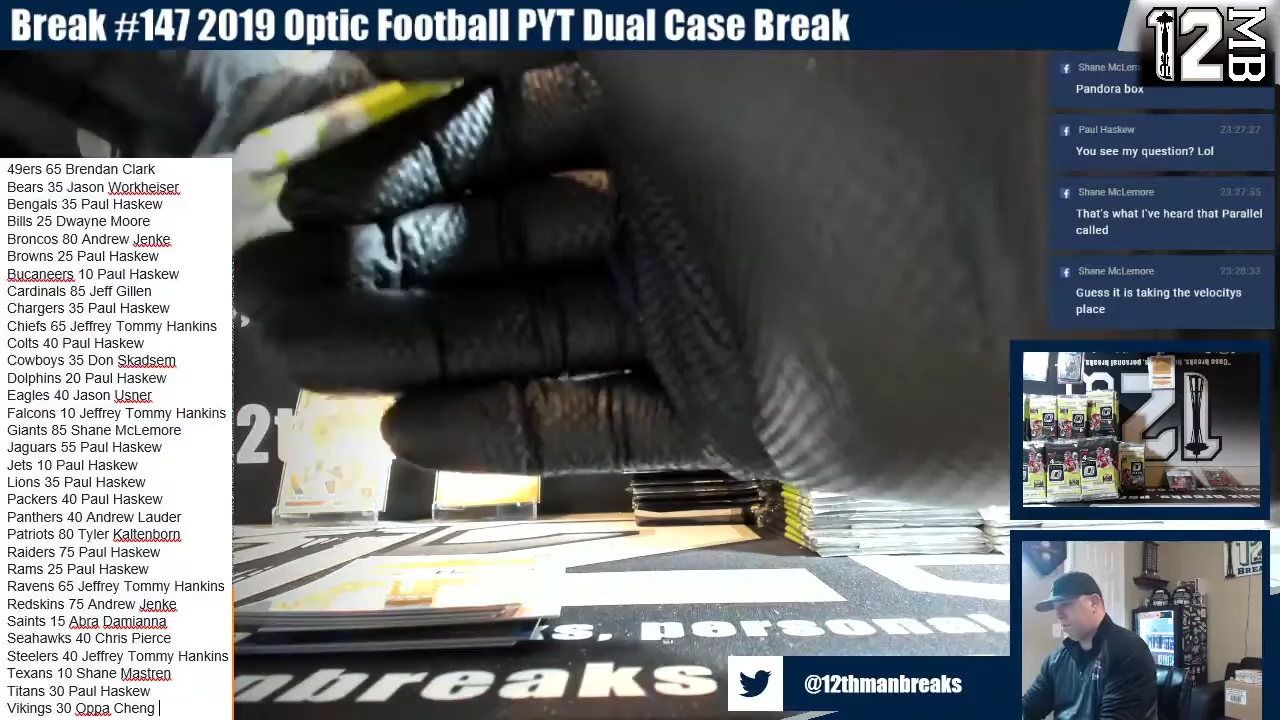 Break #147 2019 Optic Football PYT Dual Case Break
12
MB
Shane McLem
Pandora box
Paul Haskew 23:27:27
You see my question? Lol
Shane McLemore 23:27:55
That's what I've heard that Parallel
called
Shane McLemore 23:28:33
Guess it is taking the velocitys
place
49ers 65 Brendan Clark
Bears 35 Jason Workheiser
Bengals 35 Paul Haskew
Bills 25 Dwayne Moore
Broncos 80 Andrew Jenke
Browns 25 Paul Haskew
Bucaneers 10 Paul Haskew
Cardinals 85 Jeff Gillen
Chargers 35 Paul Haskew
Chiefs 65 Jeffrey Tommy Hankins
Colts 40 Paul Haskew
Cowboys 35 Don Skadsem
Dolphins 20 Paul Haskew
Eagles 40 Jason Usner
Falcons 10 Jeffrey Tommy Hankins
Giants 85 Shane McLemore
Jaguars 55 Paul Haskew
Jets 10 Paul Haskew
Lions 35 Paul Haskew
Packers 40 Paul Haskew
Panthers 40 Andrew Lauder
Patriots 80 Tyler Kaltenborn
Raiders 75 Paul Haskew
Rams 25 Paul Haskew
Ravens 65 Jeffrey Tommy Hankins
Redskins 75 Andrew Jenke
Saints 15 Abra Damianna
Seahawks 40 Chris Pierce
Steelers 40 Jeffrey Tommy Hankins
Texans 10 Shane Mastren
Titans 30 Paul Haskew
Vikings 30 Oppa Cheng
2t
ks, personal
nbreaks
@12thmanbreaks